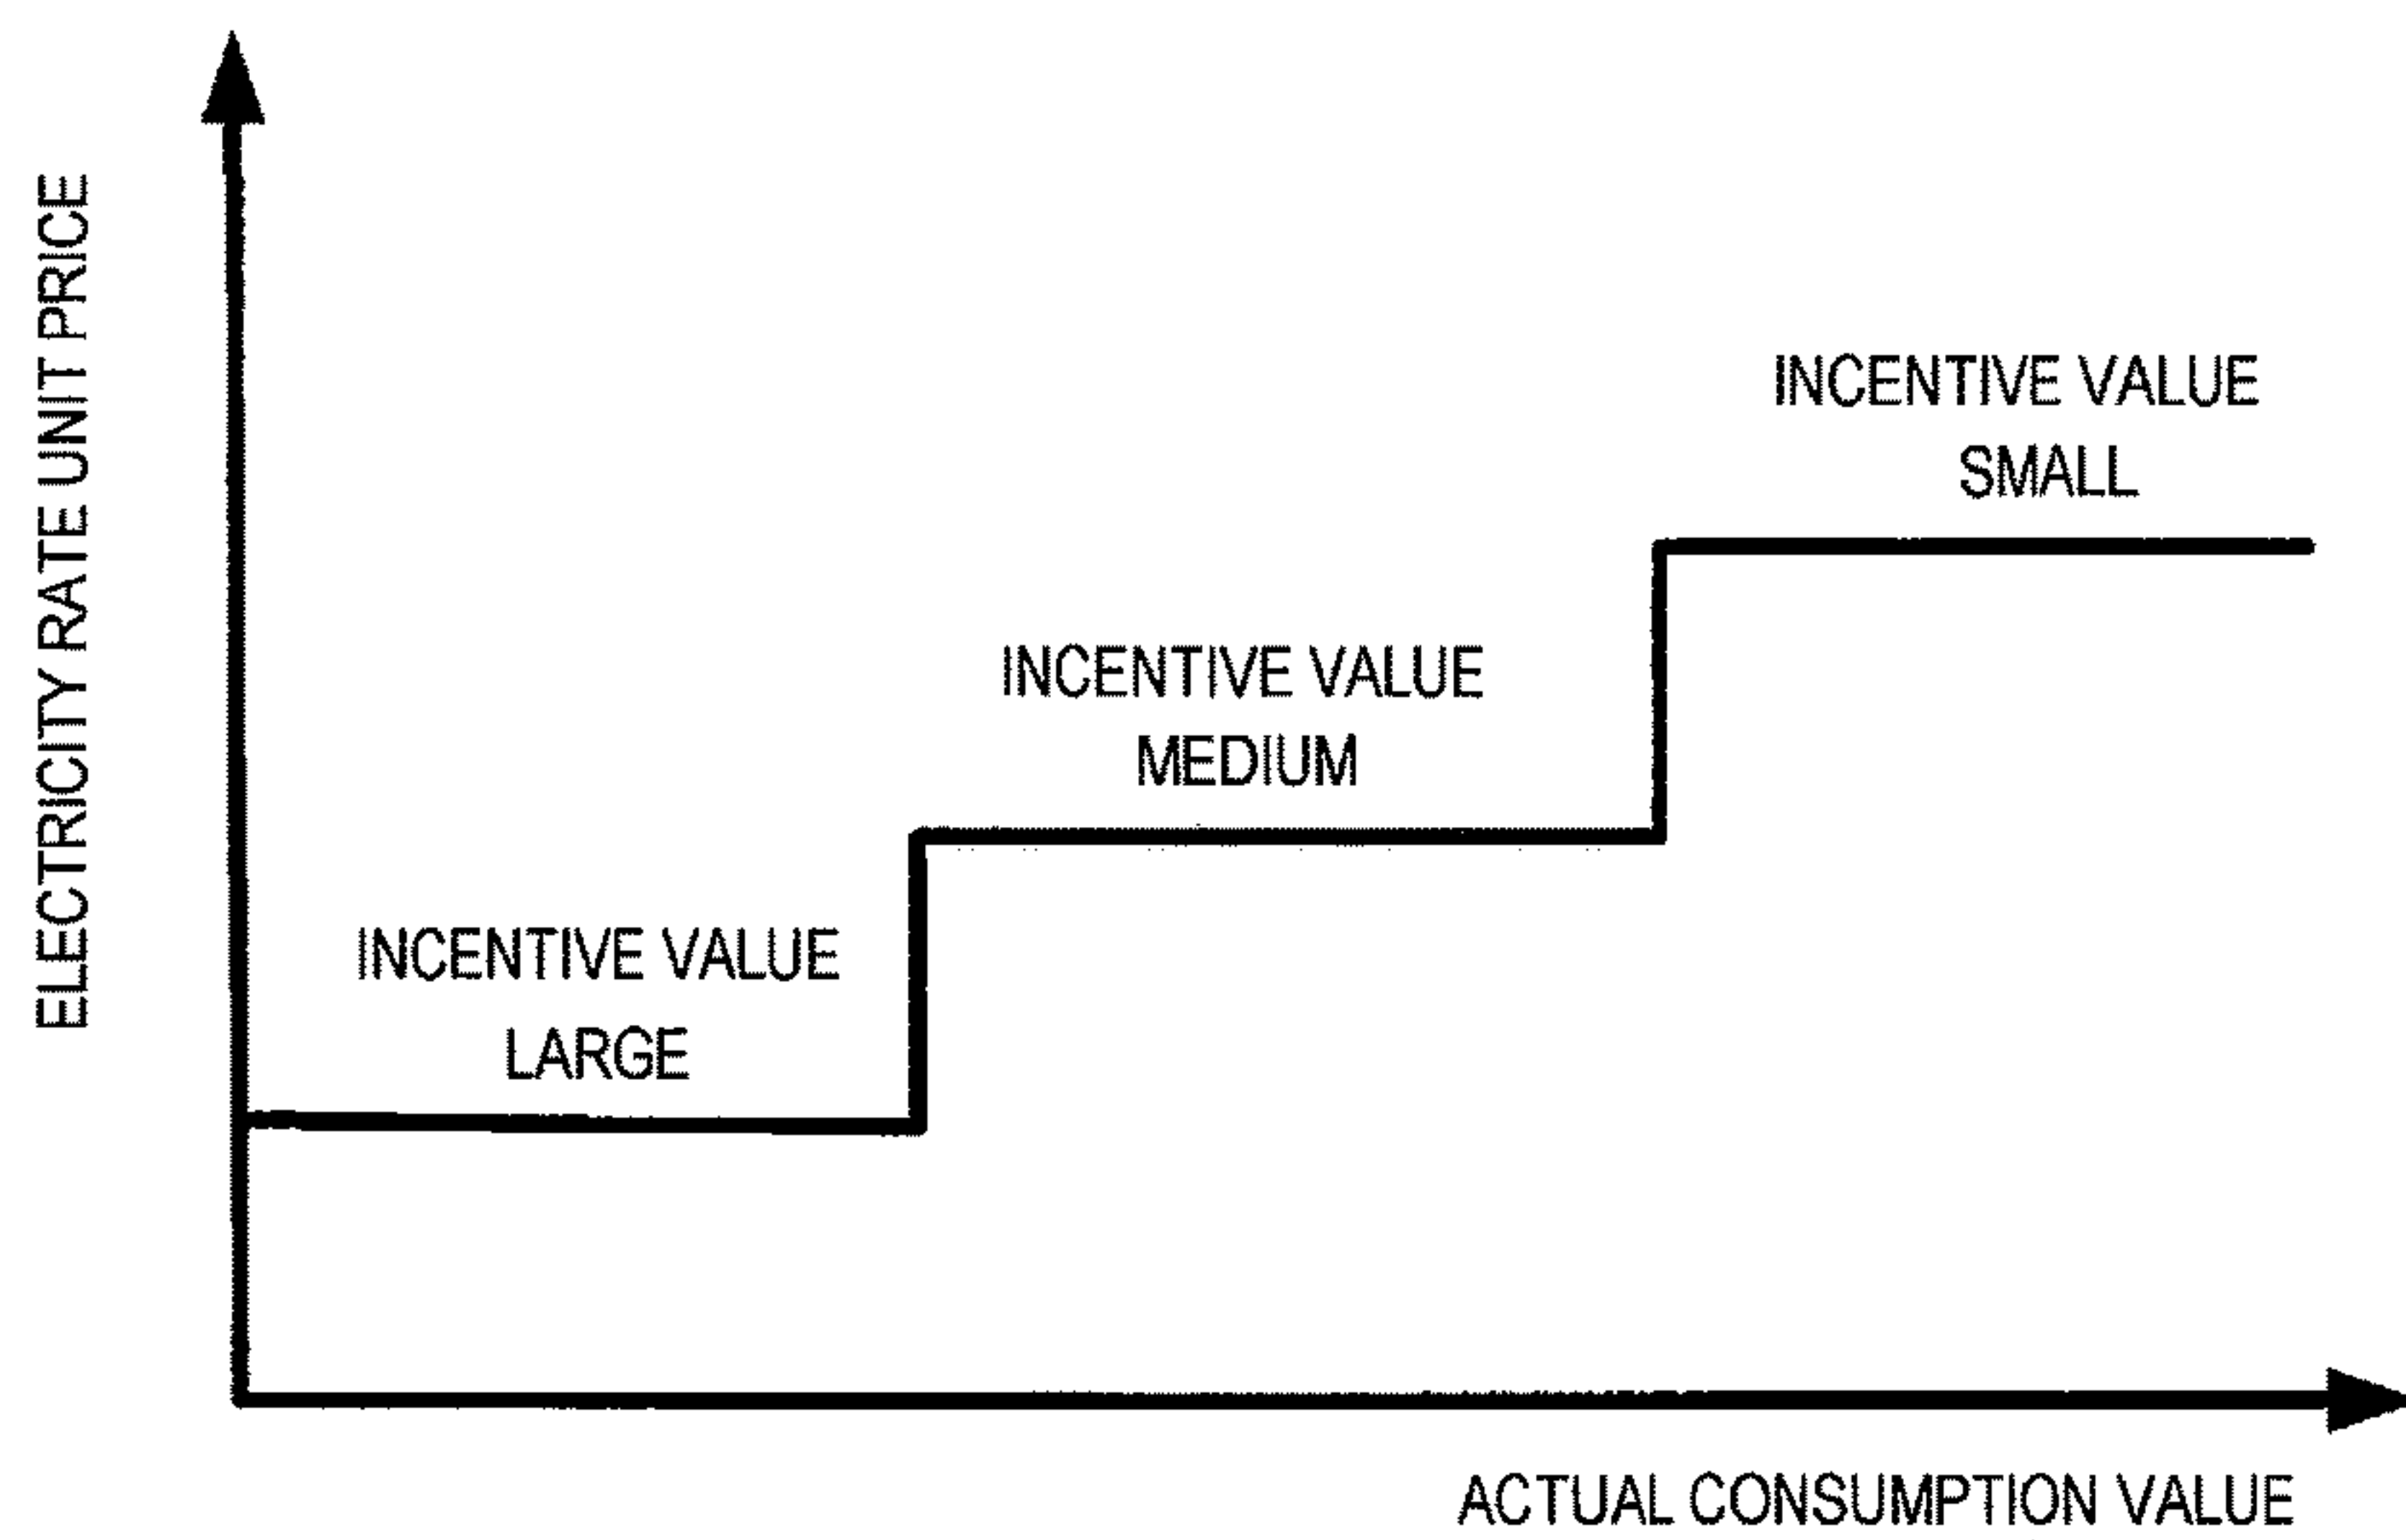 ELECTRICITY RATE UNIT PRICE
INCENTIVE VALUE
SMALL
INCENTIVE VALUE
MEDIUM
INCENTIVE VALUE
LARGE
ACTUAL CONSUMPTION VALUE